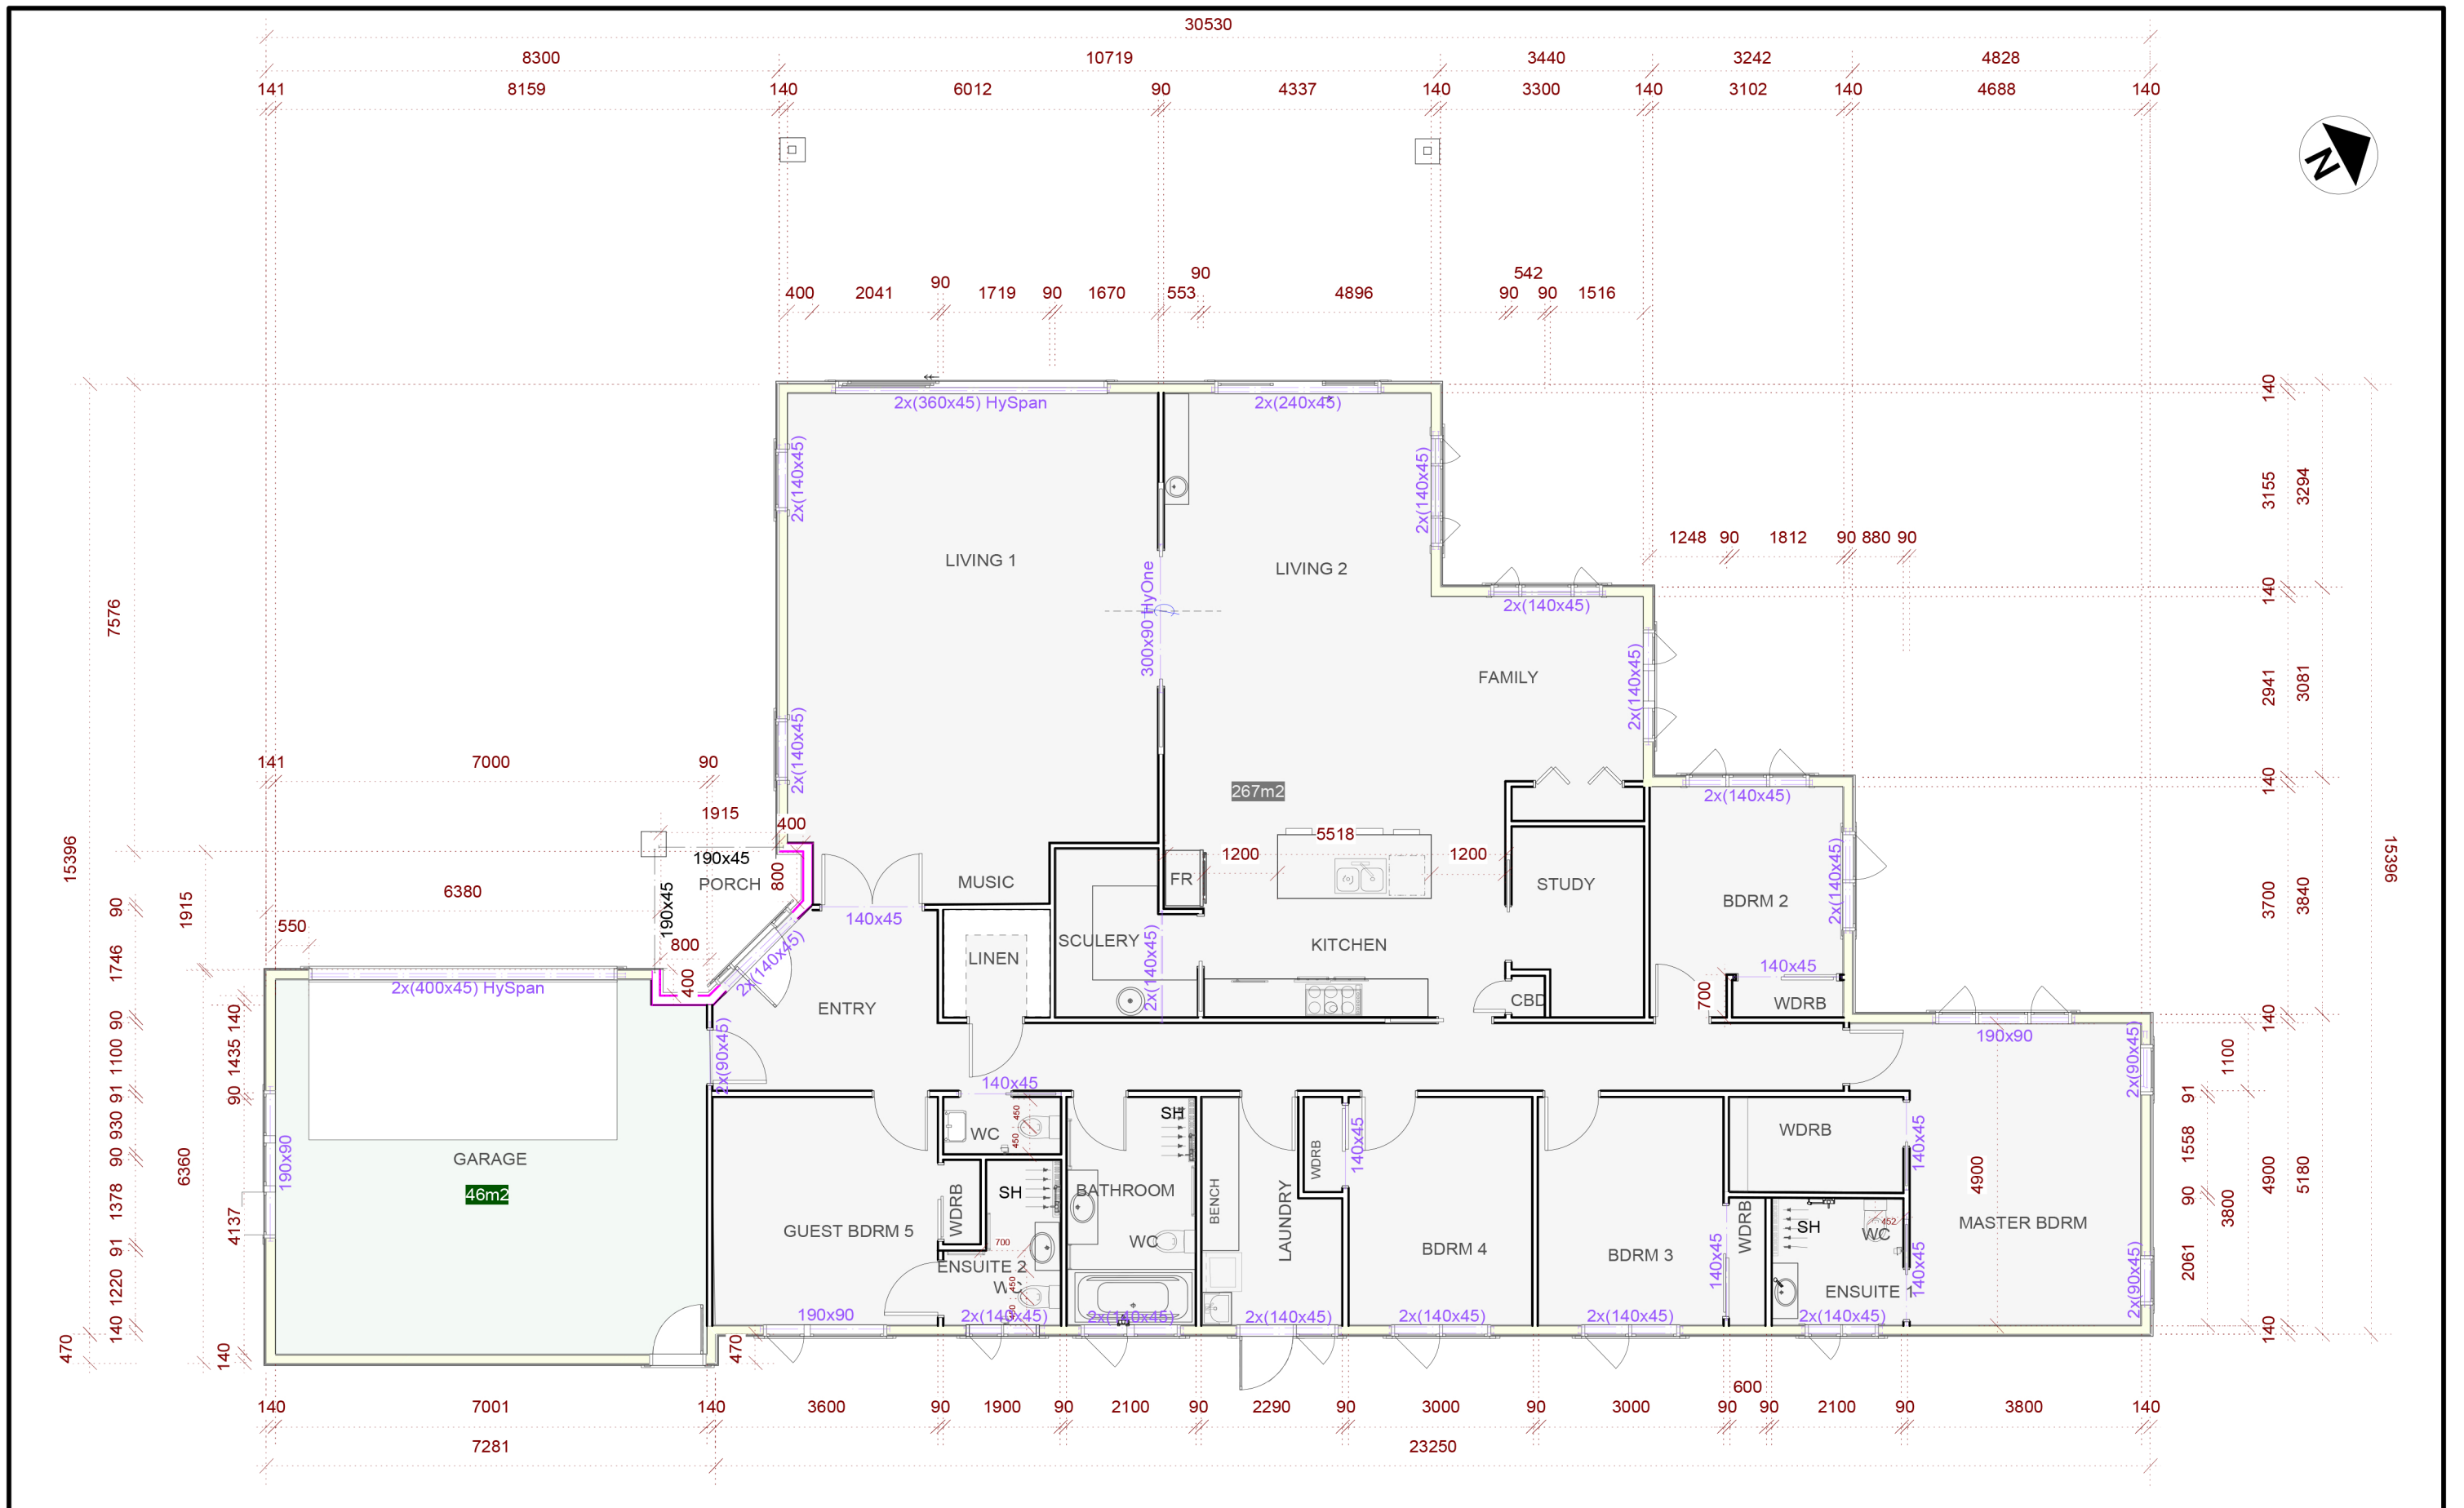 30530
8300 10719 3440 3242 4828
141 8159 140 6012 90 4337 140 3300 140 3102 140 4688 140
N
90 542
90
400 2041 1719 90 1670 553 4896 90 90 1516
2x(360x45) HySpan 2x(240x45)
140
2x(140x45) 2x(140x45)
3155 3294
1248 90 1812 90 880 90
LIVING 1 LIVING 2
7576
300x90 HyOne
140
2x(140x45)
FAMILY
2x(140x45)
2941 3081
2x(140x45)
141 7000 90
140
267m2
2x(140x45)
1915
400
5518
15396
15396
190x45
1200 1200
PORCH 800
MUSIC FR STUDY
6380
190x45
140x45
BDRM 2
2x(140x45)
3700 3840
90
1915
550
800
2x(140x45)
SCULERY KITCHEN
LINEN
2x(140x45)
1746
400
140x45
2x(400x45) HySpan
700
WDRB
CBD
ENTRY
90 140
140
190x90
2x(90x45)
2x(90x45)
1100 1435
1100
140x45
91 90
91
SH
450
450
WC
930
140x45
WDRB
140x45
WDRB
1558
90
GARAGE
190x90
46m2
6360
1378
4137
SH
BATHROOM
WDRB
BENCH
LAUNDRY
4900
90
3800
4900
5180
GUEST BDRM 5
WC
BDRM 4
BDRM 3
WDRB
SH
452
WC
MASTER BDRM
91
700
ENSUITE 2
WC
450
140x45
140x45
ENSUITE 1
2061
2x(90x45)
1220
190x90 2x(140x45) 2x(140x45) 2x(140x45) 2x(140x45) 2x(140x45) 2x(140x45)
140
140
470 140 470
600
140 7001 140 3600 90 1900 90 2100 90 2290 90 3000 90 3000 90 90 2100 90 3800 140
7281 23250